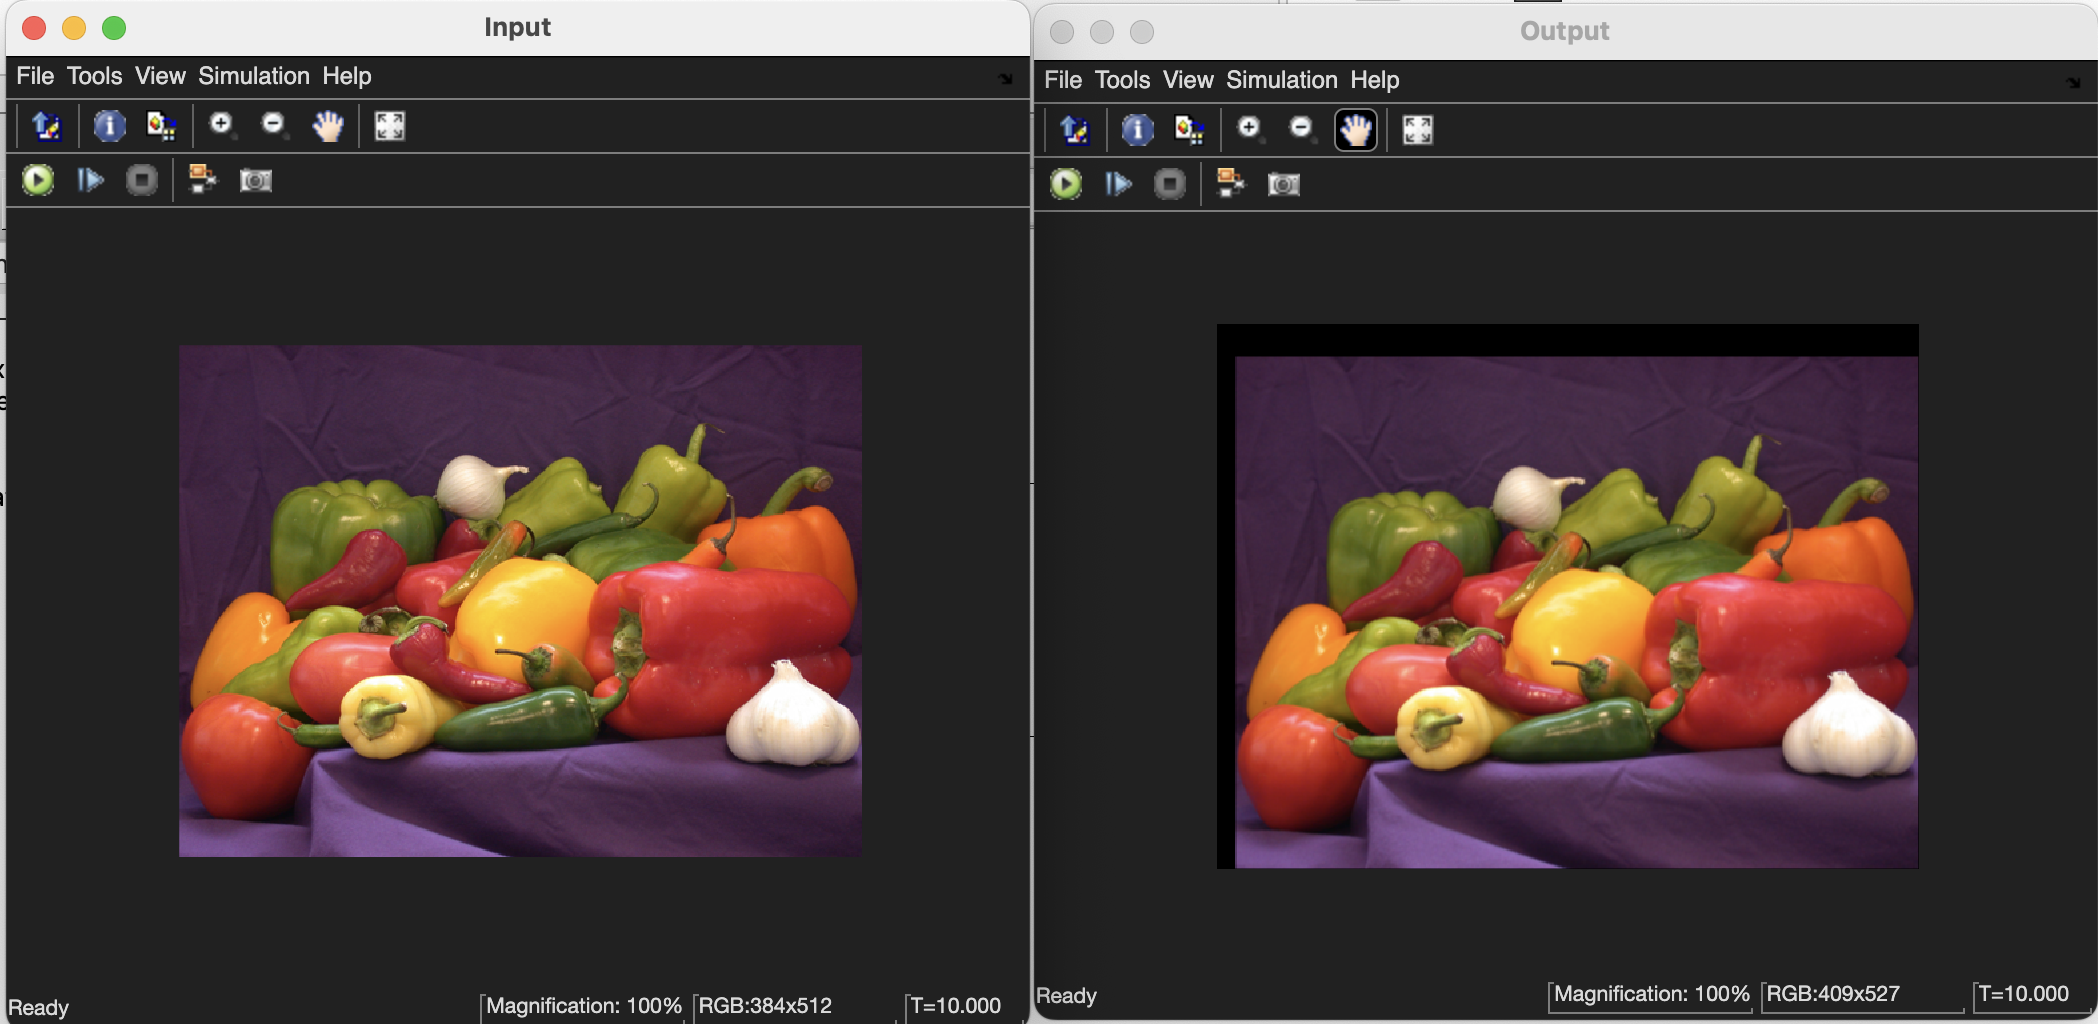 Input
File Tools View Simulation Help
Ready
Magnification: 100% RGB:384x512 T=10.000
Output
File Tools View Simulation Help
Ready
Magnification: 100% RGB:409x527 T=10.000